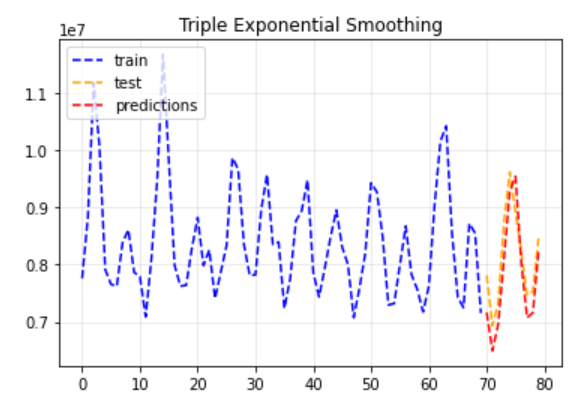 Triple Exponential Smoothing
1e7
train
test
predictions
1.1
1.0
0.9
0.8
0.7
0 10 20 30 40 50 60 70 80